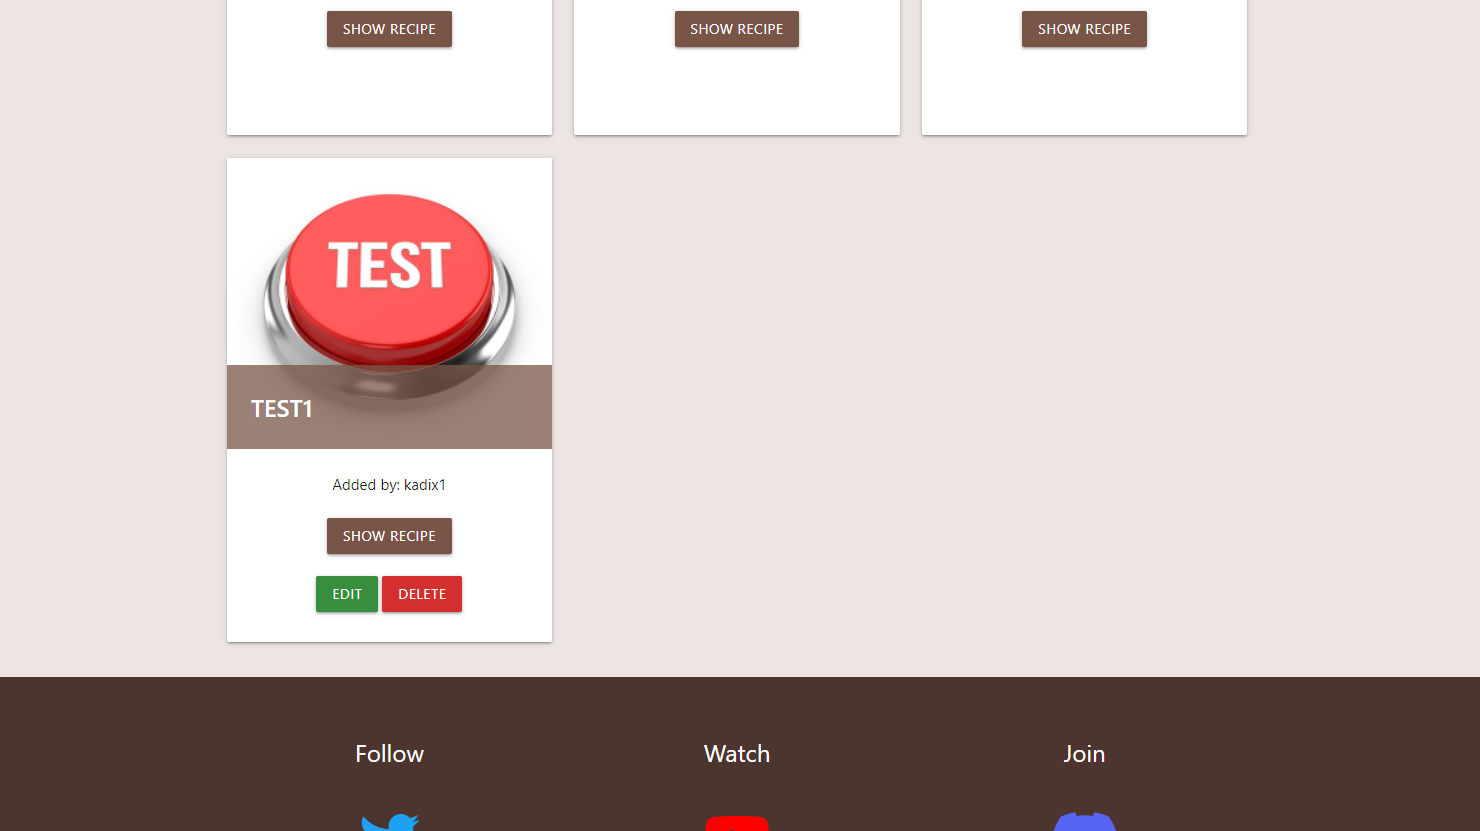 SHOW RECIPE
SHOW RECIPE
SHOW RECIPE
TEST
TEST1
Added by: kadix1
SHOW RECIPE
EDIT
DELETE
Follow
Watch
Join